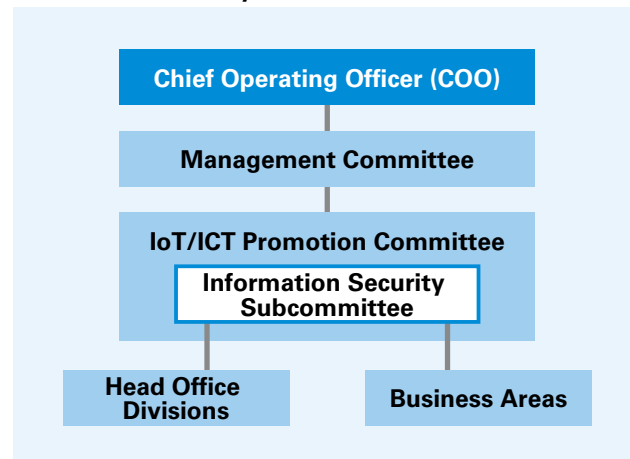 Chief Operating Officer (COO)
Management Committee
IoT/ICT Promotion Committee
Information Security
Subcommittee
Head Office
Divisions
Business Areas